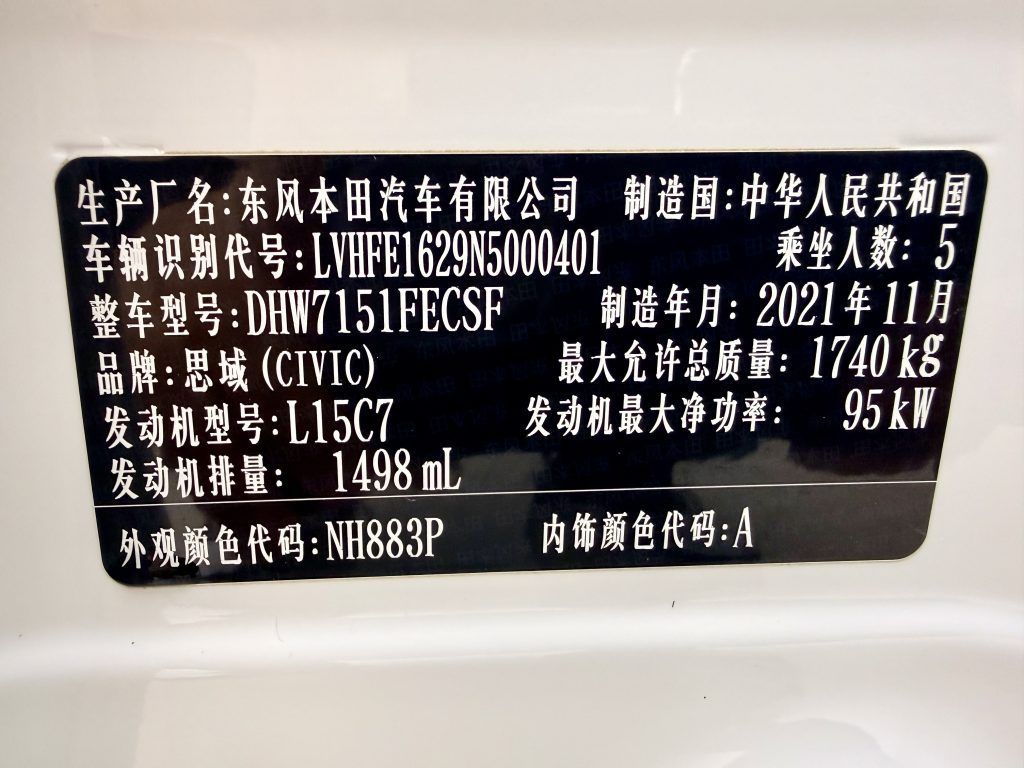 生产厂名:东风本田汽车有限公司 制造国:中华人民共和国
车辆识别代号:LVHFE1629N5000401 乘坐人数: 5
整车型号:DHW7151FECSF 制造年月: 2021年11月
品牌:思域(CIVIC) 最大允许总质量: 1740kg
发动机型号:L15C7 发动机最大净功率: 95kW
发动机排量: 1498mL
外观颜色代码:NH883P 内饰颜色代码:A